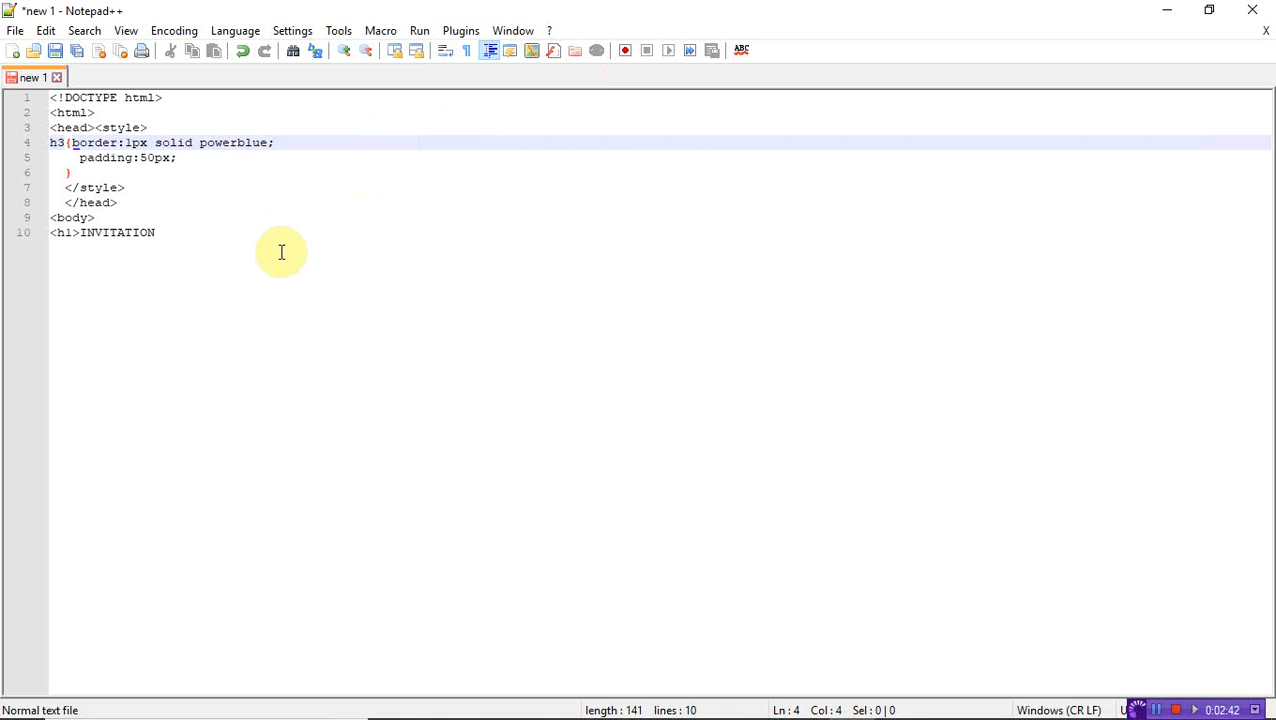 *new 1 - Notepad++
File Edit Search View Encoding Language Settings Tools Macro Run Plugins Window ? X
ABC
new 1
1 <!DOCTYPE html>
2 <html>
3 <head><style>
4 h3{border:1px solid powerblue;
5 padding:50px;
6 }
7 </style>
8 </head>
9 <body>
10 <h1>INVITATION
Normal text file length : 141 lines : 10 Ln : 4 Col : 4 Sel : 0 | 0 Windows (CR LF) 0:02:42